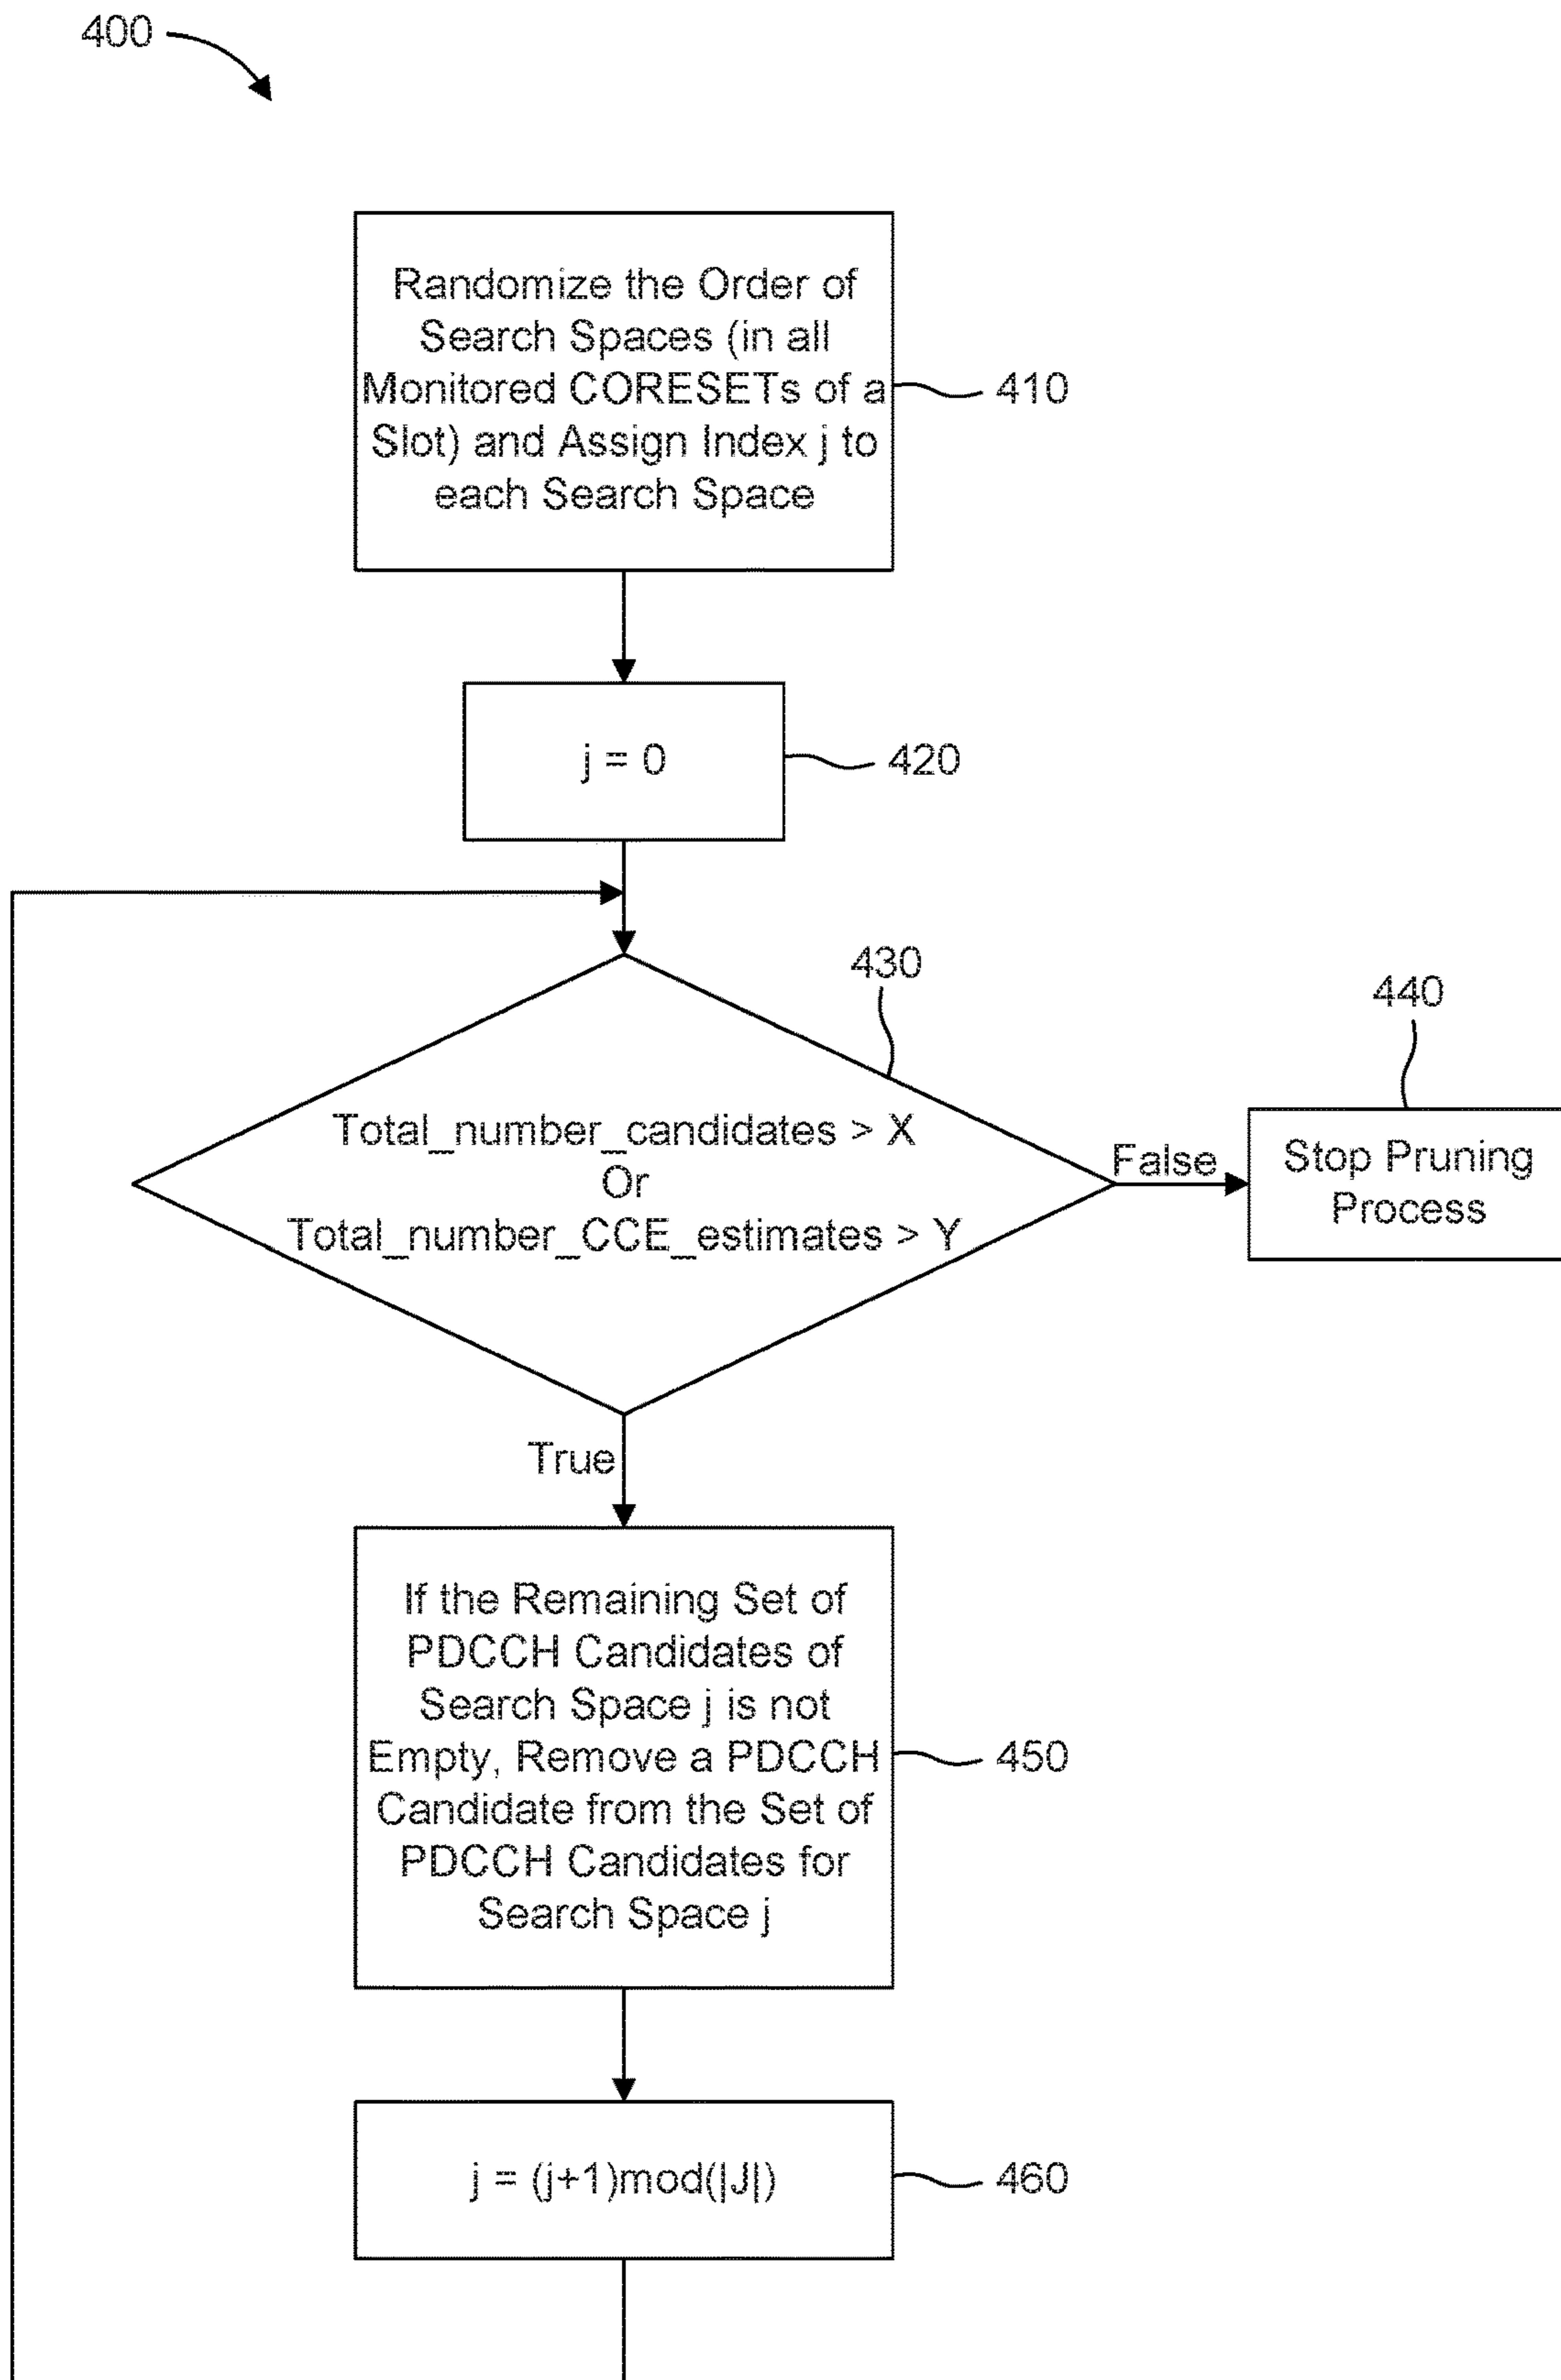 400
Randomize the Order of
Search Spaces (in all
Monitored CORESETs of a
Slot) and Assign Index j to
each Search Space
410
j = 0
420
430
Total_number_candidates > X
Or
Total_number_CCE_estimates > Y
False
440
Stop Pruning
Process
True
If the Remaining Set of
PDCCH Candidates of
Search Space j is not
Empty, Remove a PDCCH
Candidate from the Set of
PDCCH Candidates for
Search Space j
450
j = (j+1)mod(|J|)
460